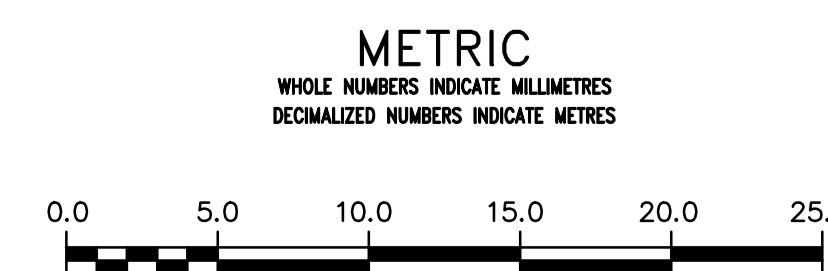 METRIC
WHOLE NUMBERS INDICATE MILLIMETRES
DECIMALIZED NUMBERS INDICATE METRES
0.0 5.0 10.0 15.0 20.0 25.